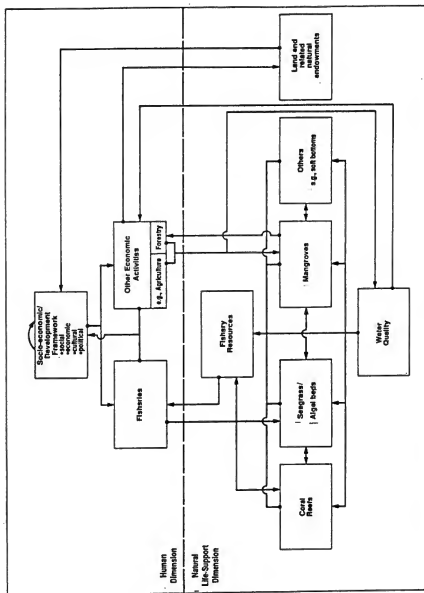 Socio-economic/
Development
Framework
•social
•economic
•cultural
•political
Land and
related
natural
endowments
Other Economic
Activities
e.g., Agriculture
Forestry
Fisheries
Human
Dimension
Natural
Life-Support
Dimension
Fishery
Resources
Coral
Reefs
Seagrass/
Algal beds
Mangroves
Others
e.g., soft bottoms
Water
Quality